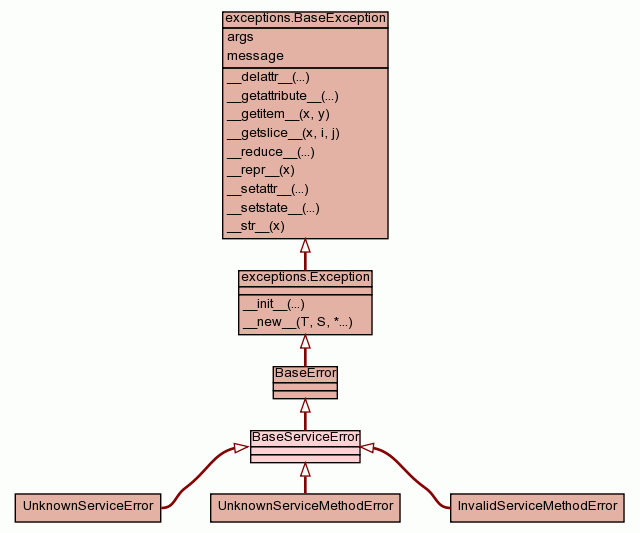 exceptions.BaseException
args
message
__delattr__(...)
__getattribute__(...)
__getitem__(x, y)
__getslice__(x, i, j)
__reduce__(...)
__repr__(x)
__setattr__(...)
__setstate__(...)
__str__(x)
exceptions.Exception
__init__(...)
__new__(T, S, *...)
BaseError
BaseServiceError
UnknownServiceError
UnknownServiceMethodError
InvalidServiceMethodError